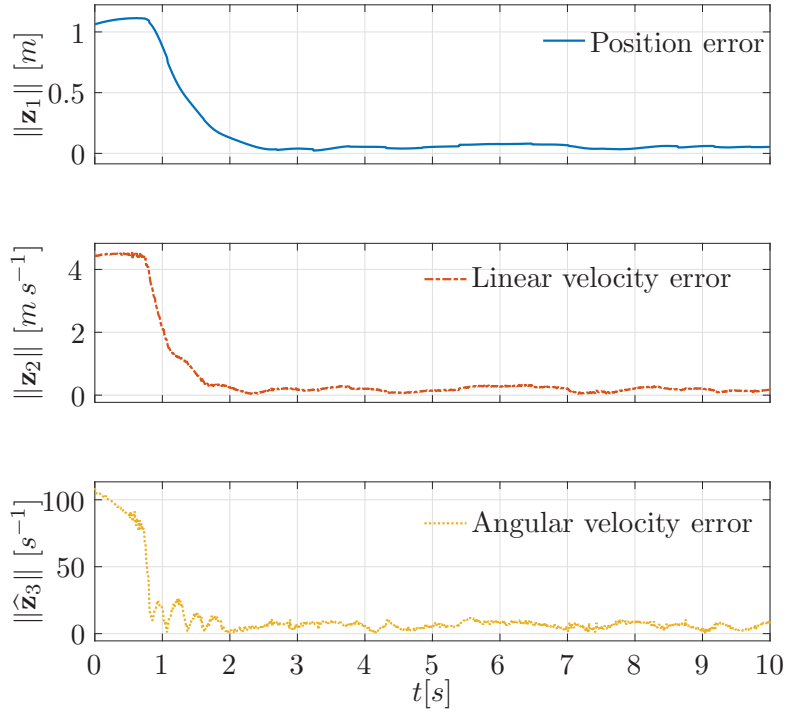 ‖z₁‖ [m]
1
0.5
0
Position error
‖z₂‖ [m s⁻¹]
4
2
0
Linear velocity error
‖ẑ₃‖ [s⁻¹]
100
50
0
Angular velocity error
0 1 2 3 4 5 6 7 8 9 10
t[s]